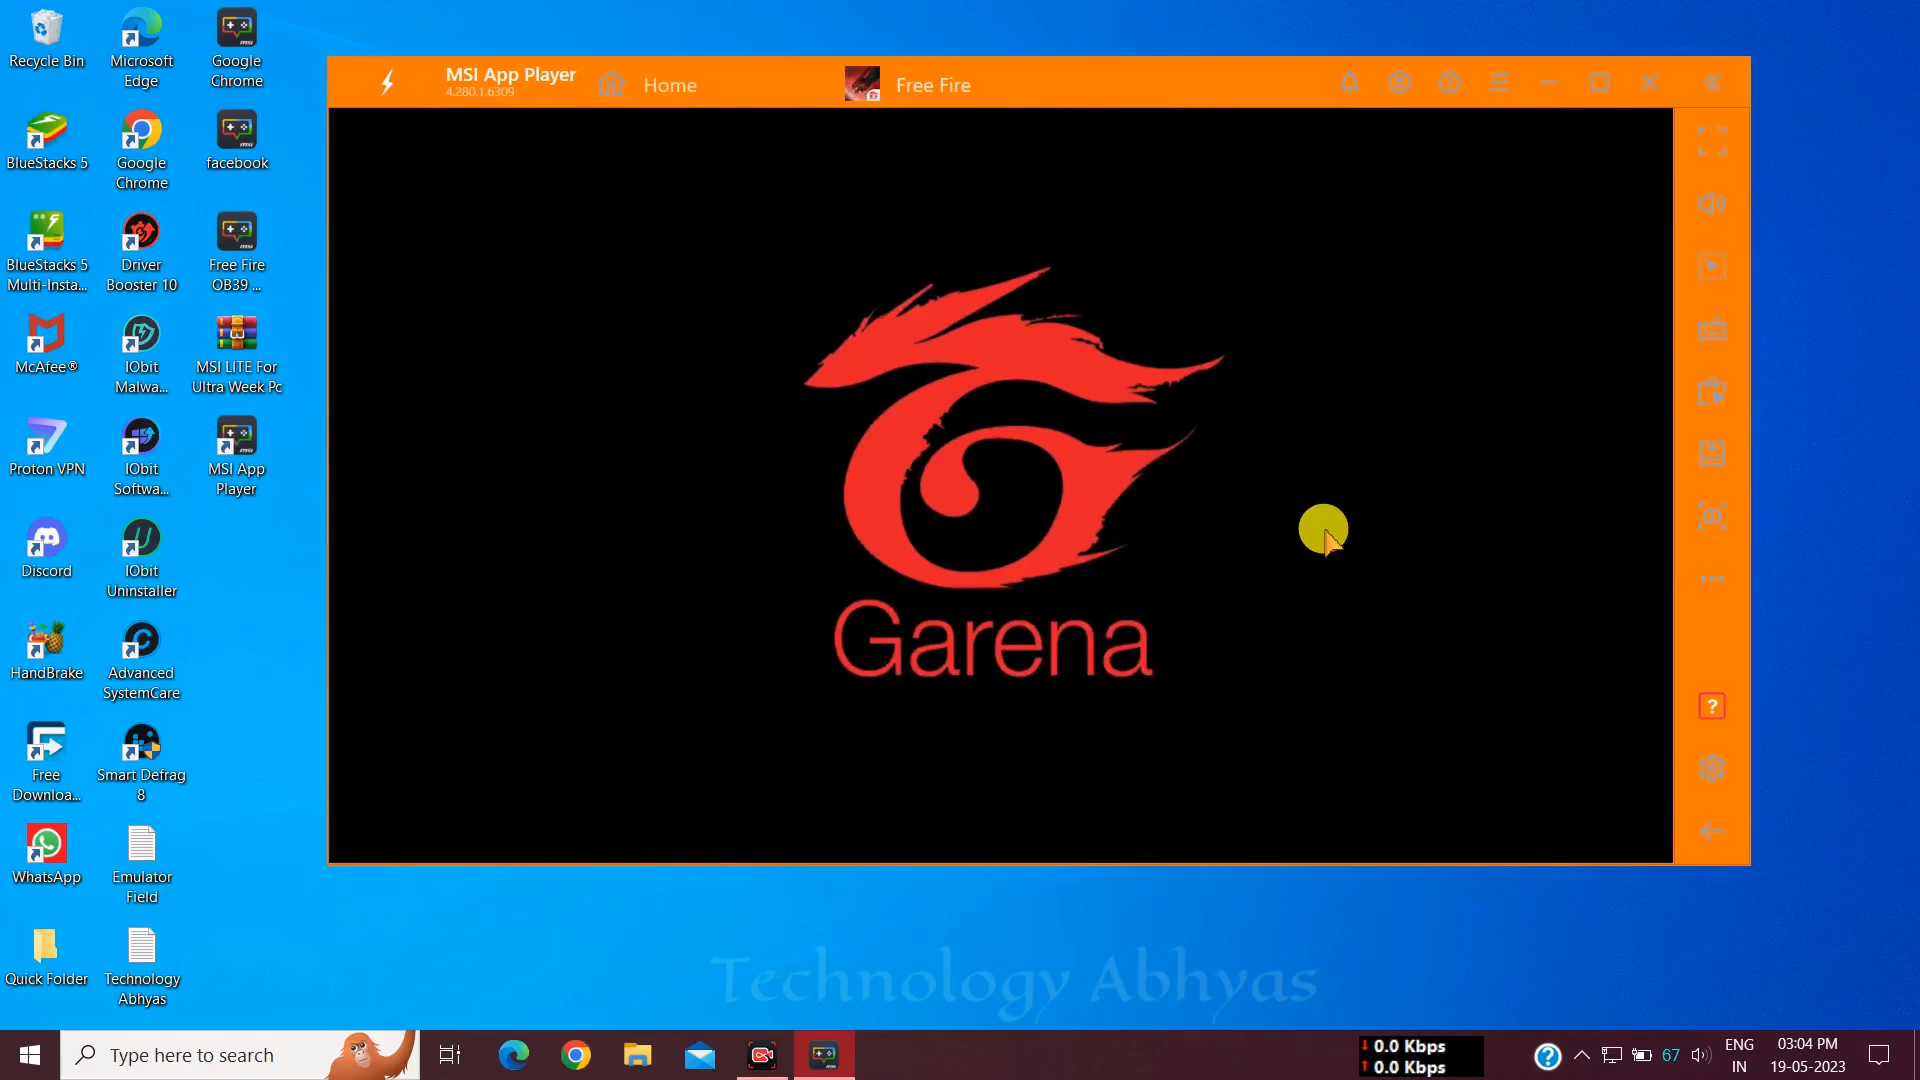 Recycle Bin
Microsoft
Edge
Google
Chrome
BlueStacks 5
Google
Chrome
facebook
BlueStacks 5
Multi-Insta...
Driver
Booster 10
Free Fire
OB39 ...
McAfee®
IObit
Malwa...
MSI LITE For
Ultra Week Pc
Proton VPN
IObit
Softwa...
MSI App
Player
Discord
IObit
Uninstaller
HandBrake
Advanced
SystemCare
Free
Downloa...
Smart Defrag
8
WhatsApp
Emulator
Field
Quick Folder
Technology
Abhyas
MSI App Player
4.280.1.6309
Home
Free Fire
Garena
Technology Abhyas
Type here to search
0.0 Kbps
0.0 Kbps
67
ENG
IN
03:04 PM
19-05-2023